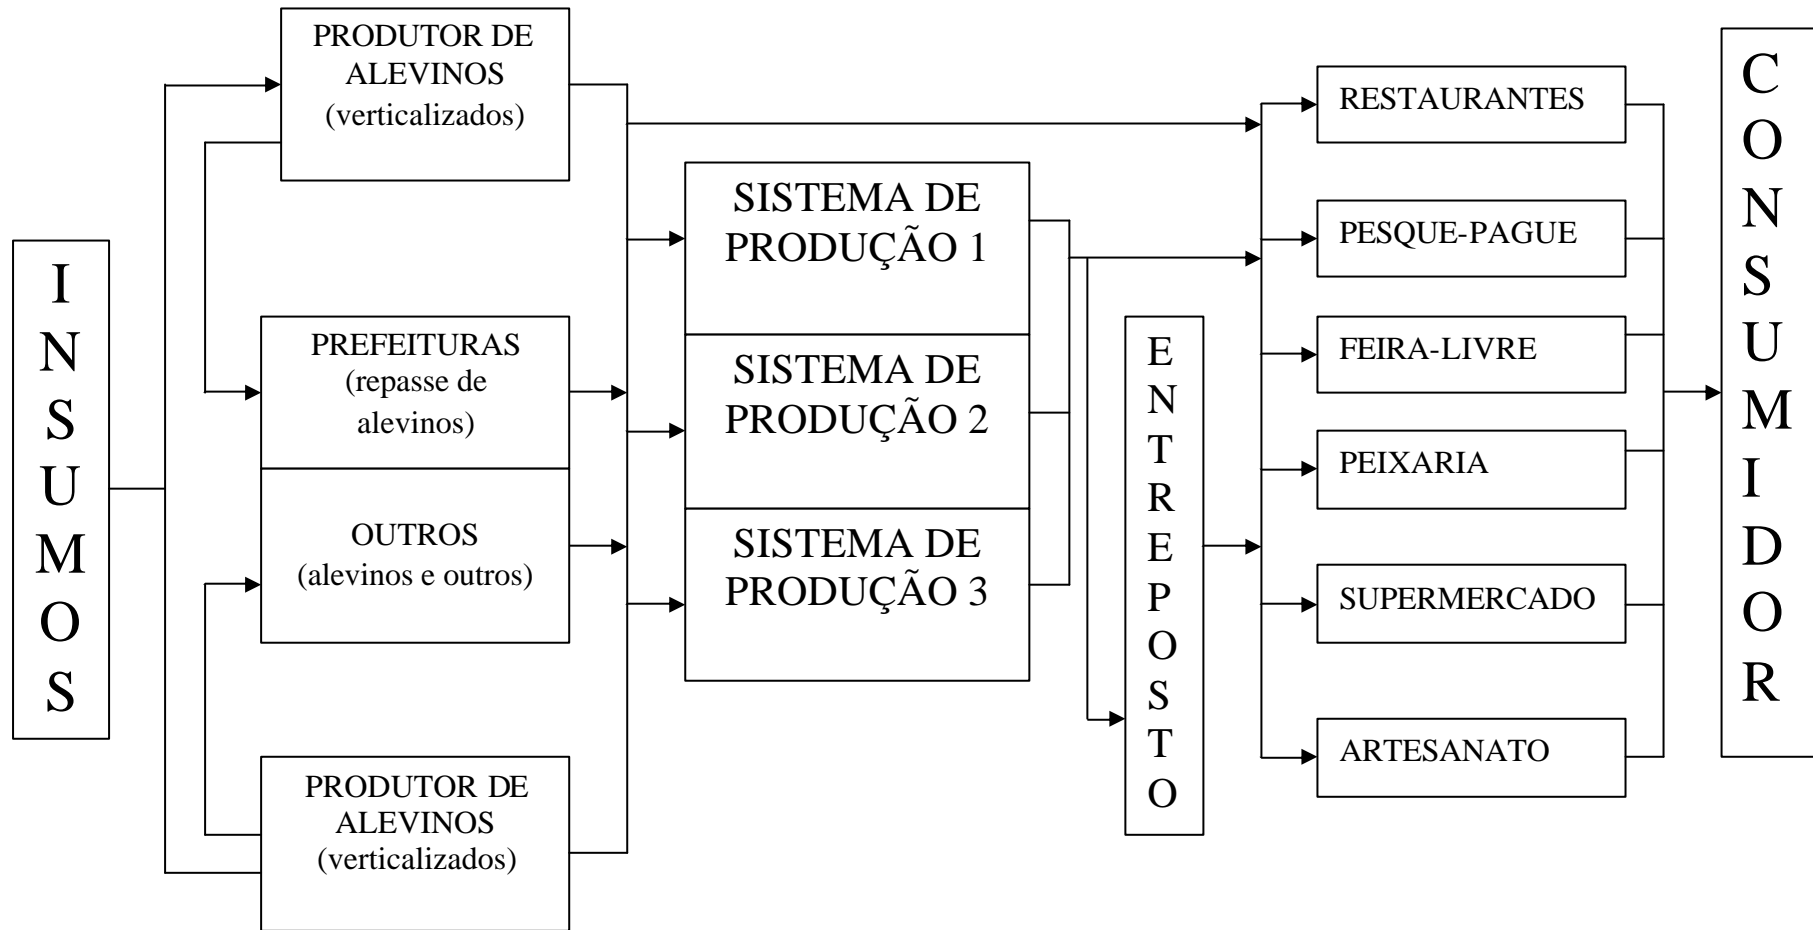 INSUMOS
PRODUTOR DE
ALEVINOS
(verticalizados)
PREFEITURAS
(repasse de
alevinos)
OUTROS
(alevinos e outros)
PRODUTOR DE
ALEVINOS
(verticalizados)
SISTEMA DE
PRODUÇÃO 1
SISTEMA DE
PRODUÇÃO 2
SISTEMA DE
PRODUÇÃO 3
ENTREPOSTO
RESTAURANTES
PESQUE-PAGUE
FEIRA-LIVRE
PEIXARIA
SUPERMERCADO
ARTESANATO
CONSUMIDOR